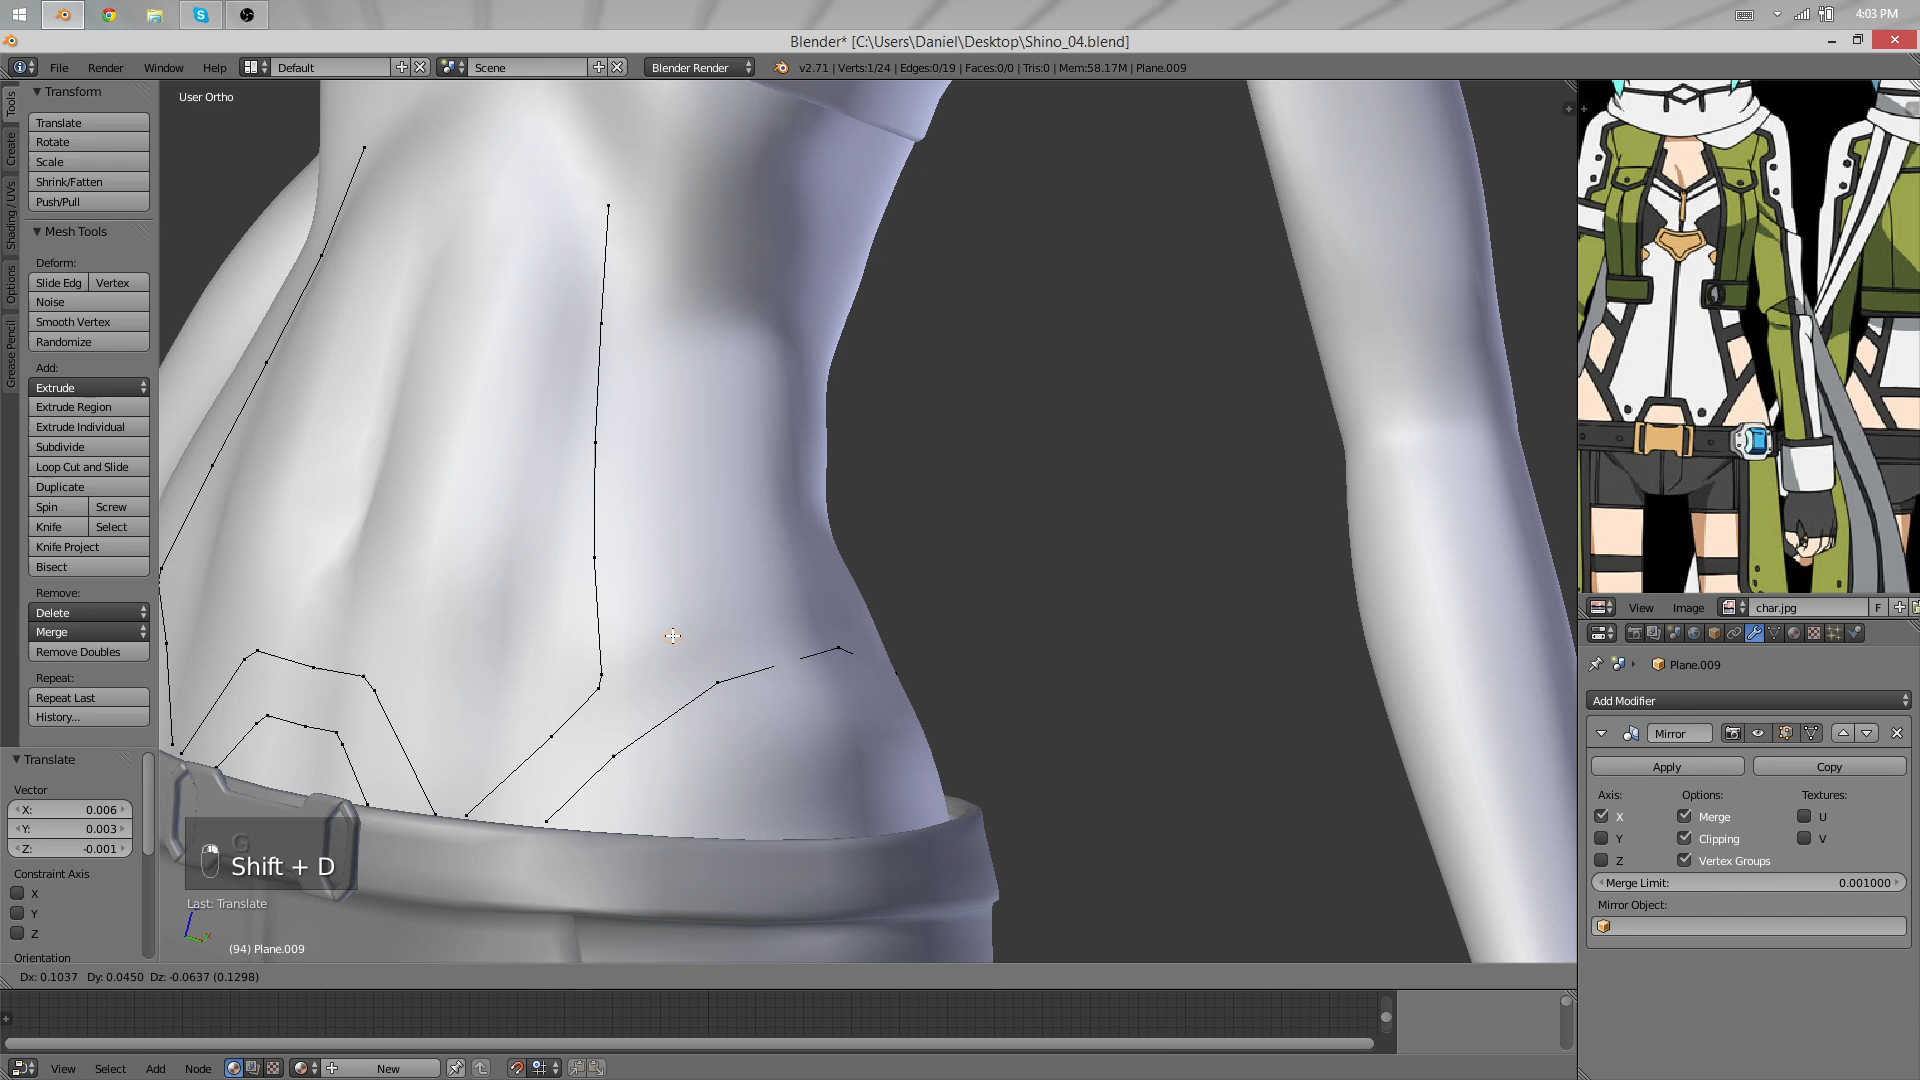 4:03 PM
Blender* [C:\Users\Daniel\Desktop\Shino_04.blend]
File Render Window Help Default Scene Blender Render v2.71 | Verts:1/24 | Edges:0/19 | Faces:0/0 | Tris:0 | Mem:58.17M | Plane.009
Tools
Create
Shading / UVs
Options
Grease Pencil
Transform
Translate
Rotate
Scale
Shrink/Fatten
Push/Pull
Mesh Tools
Deform:
Slide Edg Vertex
Noise
Smooth Vertex
Randomize
Add:
Extrude
Extrude Region
Extrude Individual
Subdivide
Loop Cut and Slide
Duplicate
Spin Screw
Knife Select
Knife Project
Bisect
Remove:
Delete
Merge
Remove Doubles
Repeat:
Repeat Last
History...
Translate
Vector
X: 0.006
Y: 0.003
Z: -0.001
Constraint Axis
X
Y
Z
Orientation
User Ortho
G
Shift + D
Last: Translate
(94) Plane.009
Dx: 0.1037 Dy: 0.0450 Dz: -0.0637 (0.1298)
View Select Add Node New
View Image char.jpg F
Plane.009
Add Modifier
Mirror
Apply Copy
Axis: Options: Textures:
X Merge U
Y Clipping V
Z Vertex Groups
Merge Limit: 0.001000
Mirror Object: